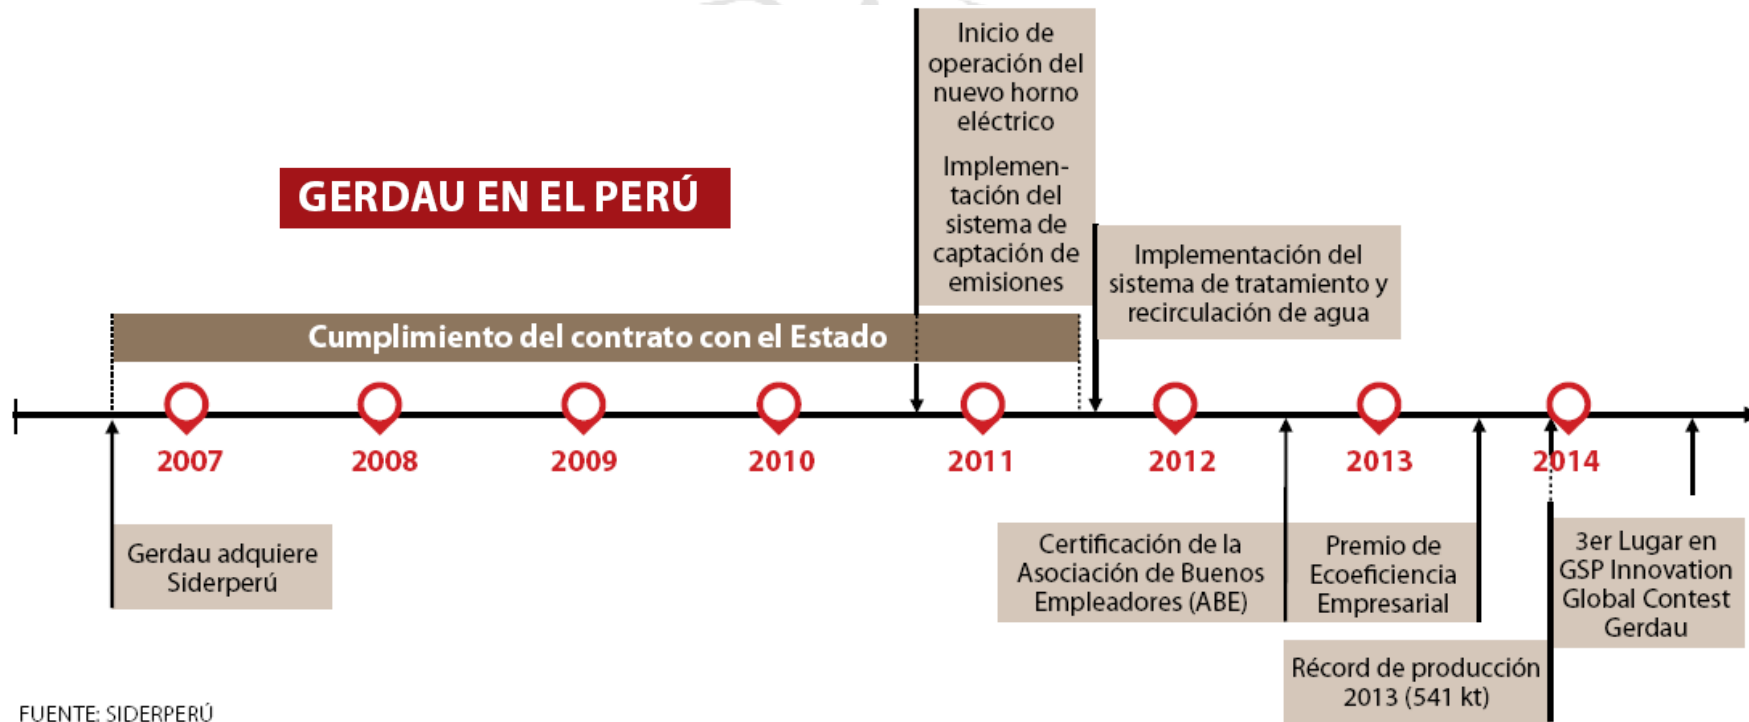 Inicio de
operación del
nuevo horno
eléctrico
Implemen-
tación del
sistema de
captación de
emisiones
GERDAU EN EL PERÚ
Implementación del
sistema de tratamiento y
recirculación de agua
Cumplimiento del contrato con el Estado
2007
2008
2009
2010
2011
2012
2013
2014
Gerdau adquiere
Siderperú
Certificación de la
Asociación de Buenos
Empleadores (ABE)
Premio de
Ecoeficiencia
Empresarial
3er Lugar en
GSP Innovation
Global Contest
Gerdau
Récord de producción
2013 (541 kt)
FUENTE: SIDERPERÚ